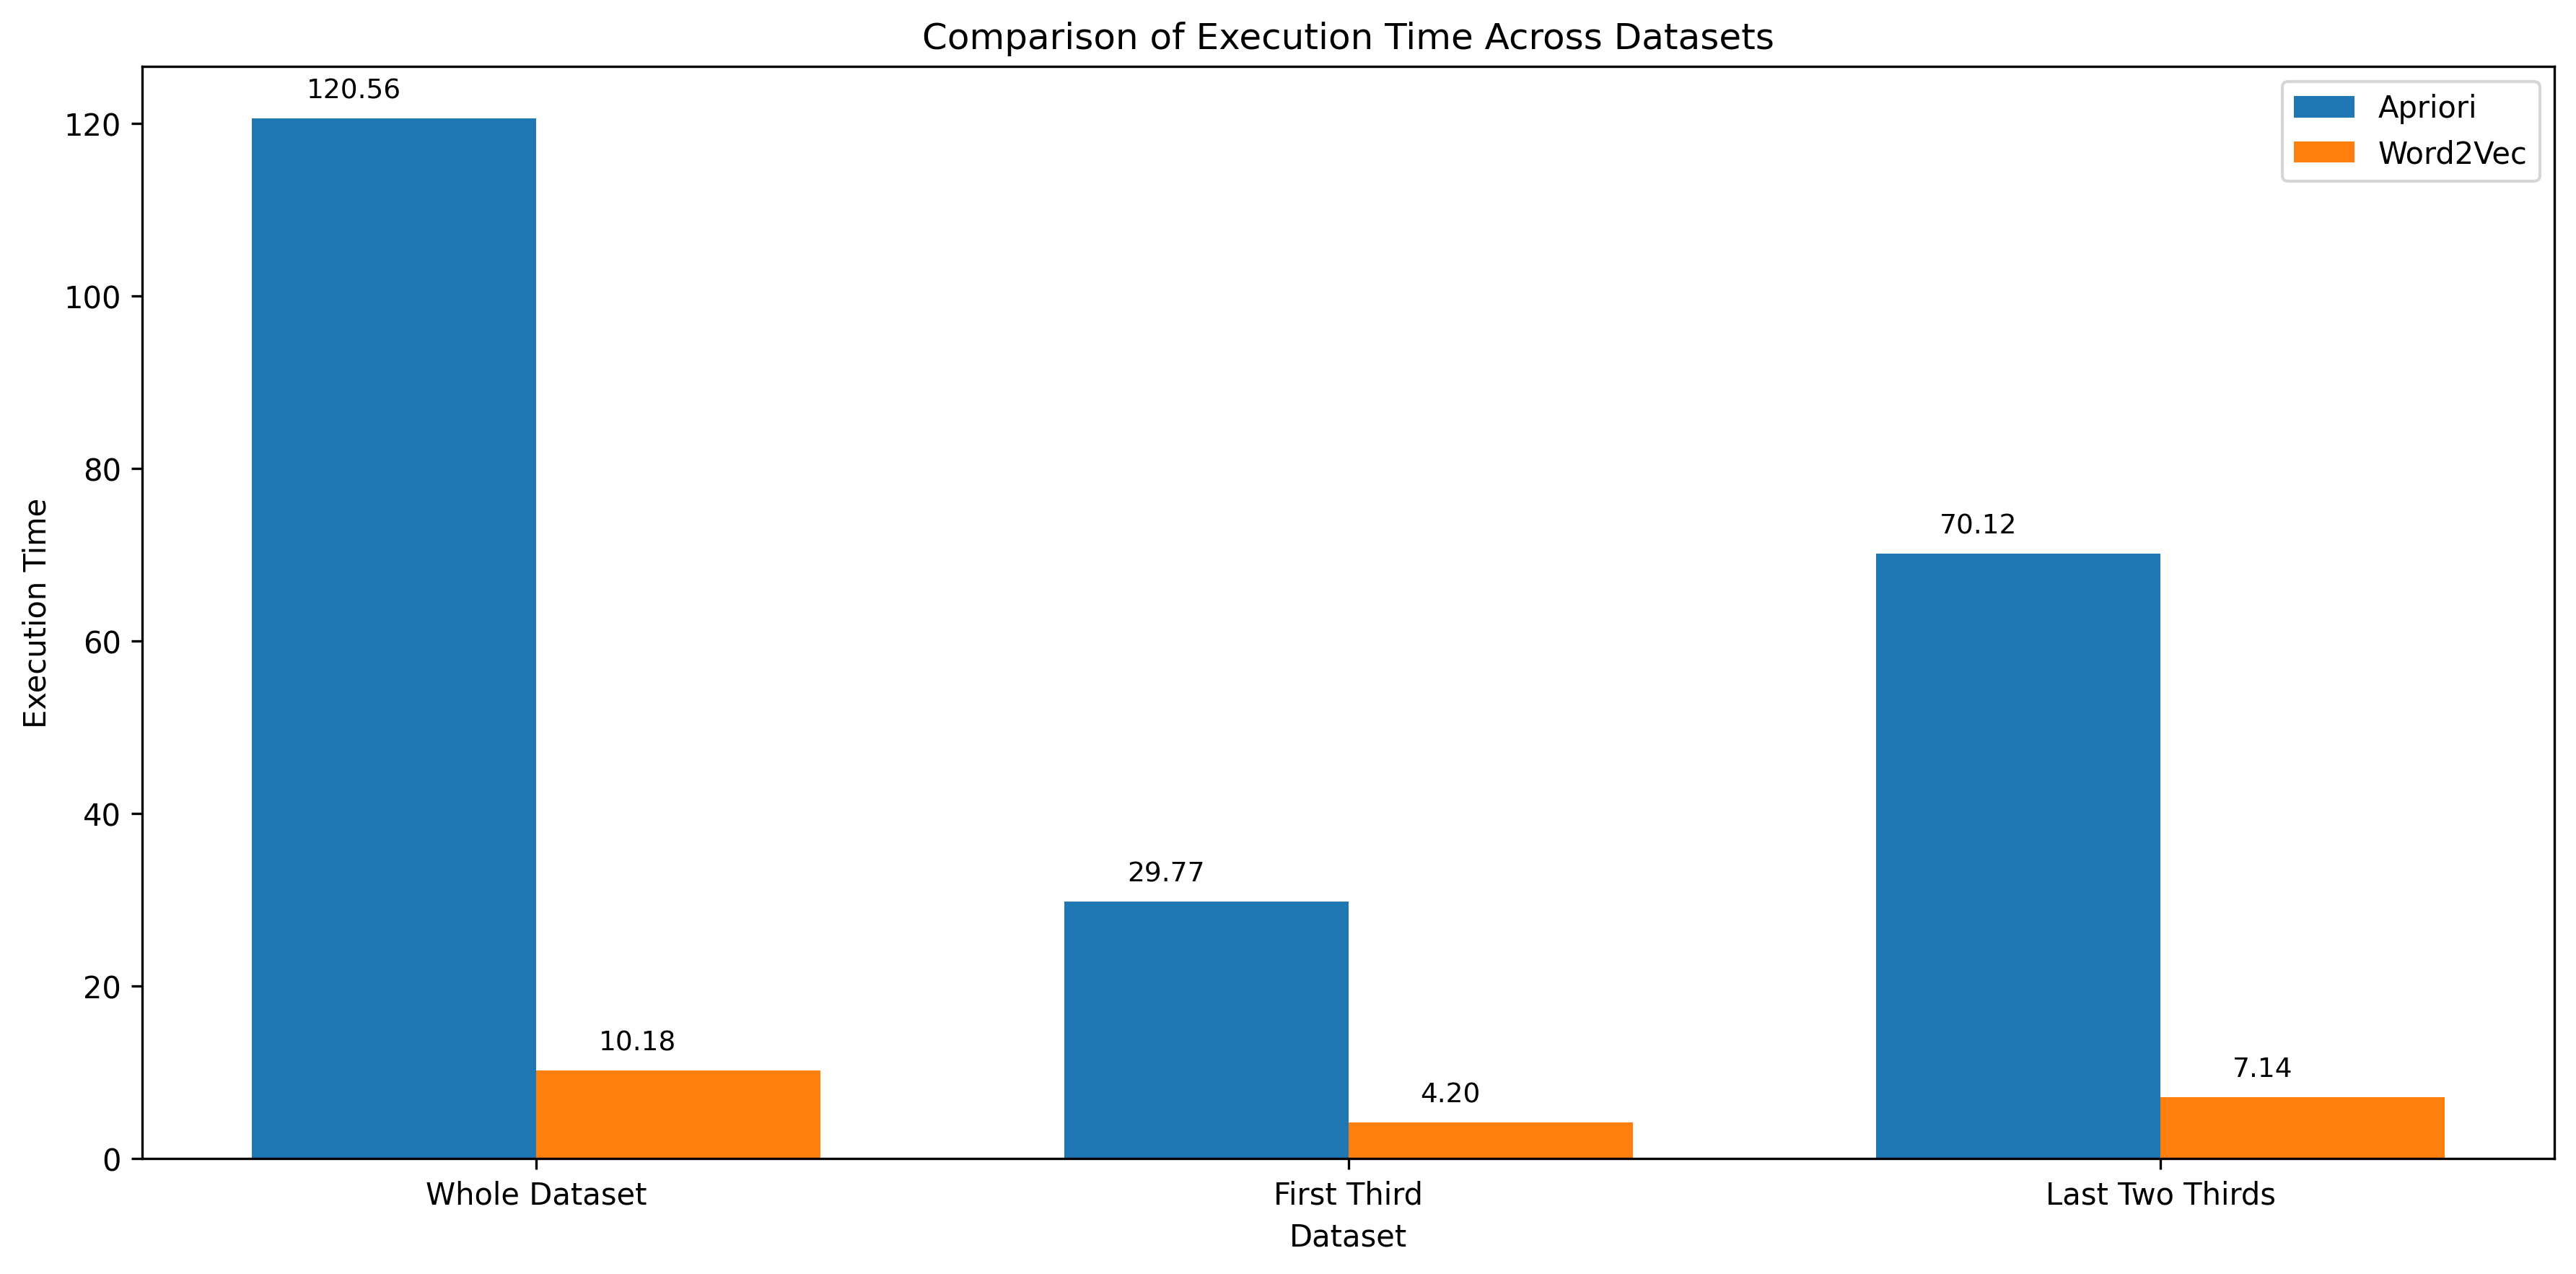 Comparison of Execution Time Across Datasets
Apriori
Word2Vec
120.56
10.18
29.77
4.20
70.12
7.14
120
100
80
60
40
20
0
Execution Time
Whole Dataset
First Third
Last Two Thirds
Dataset